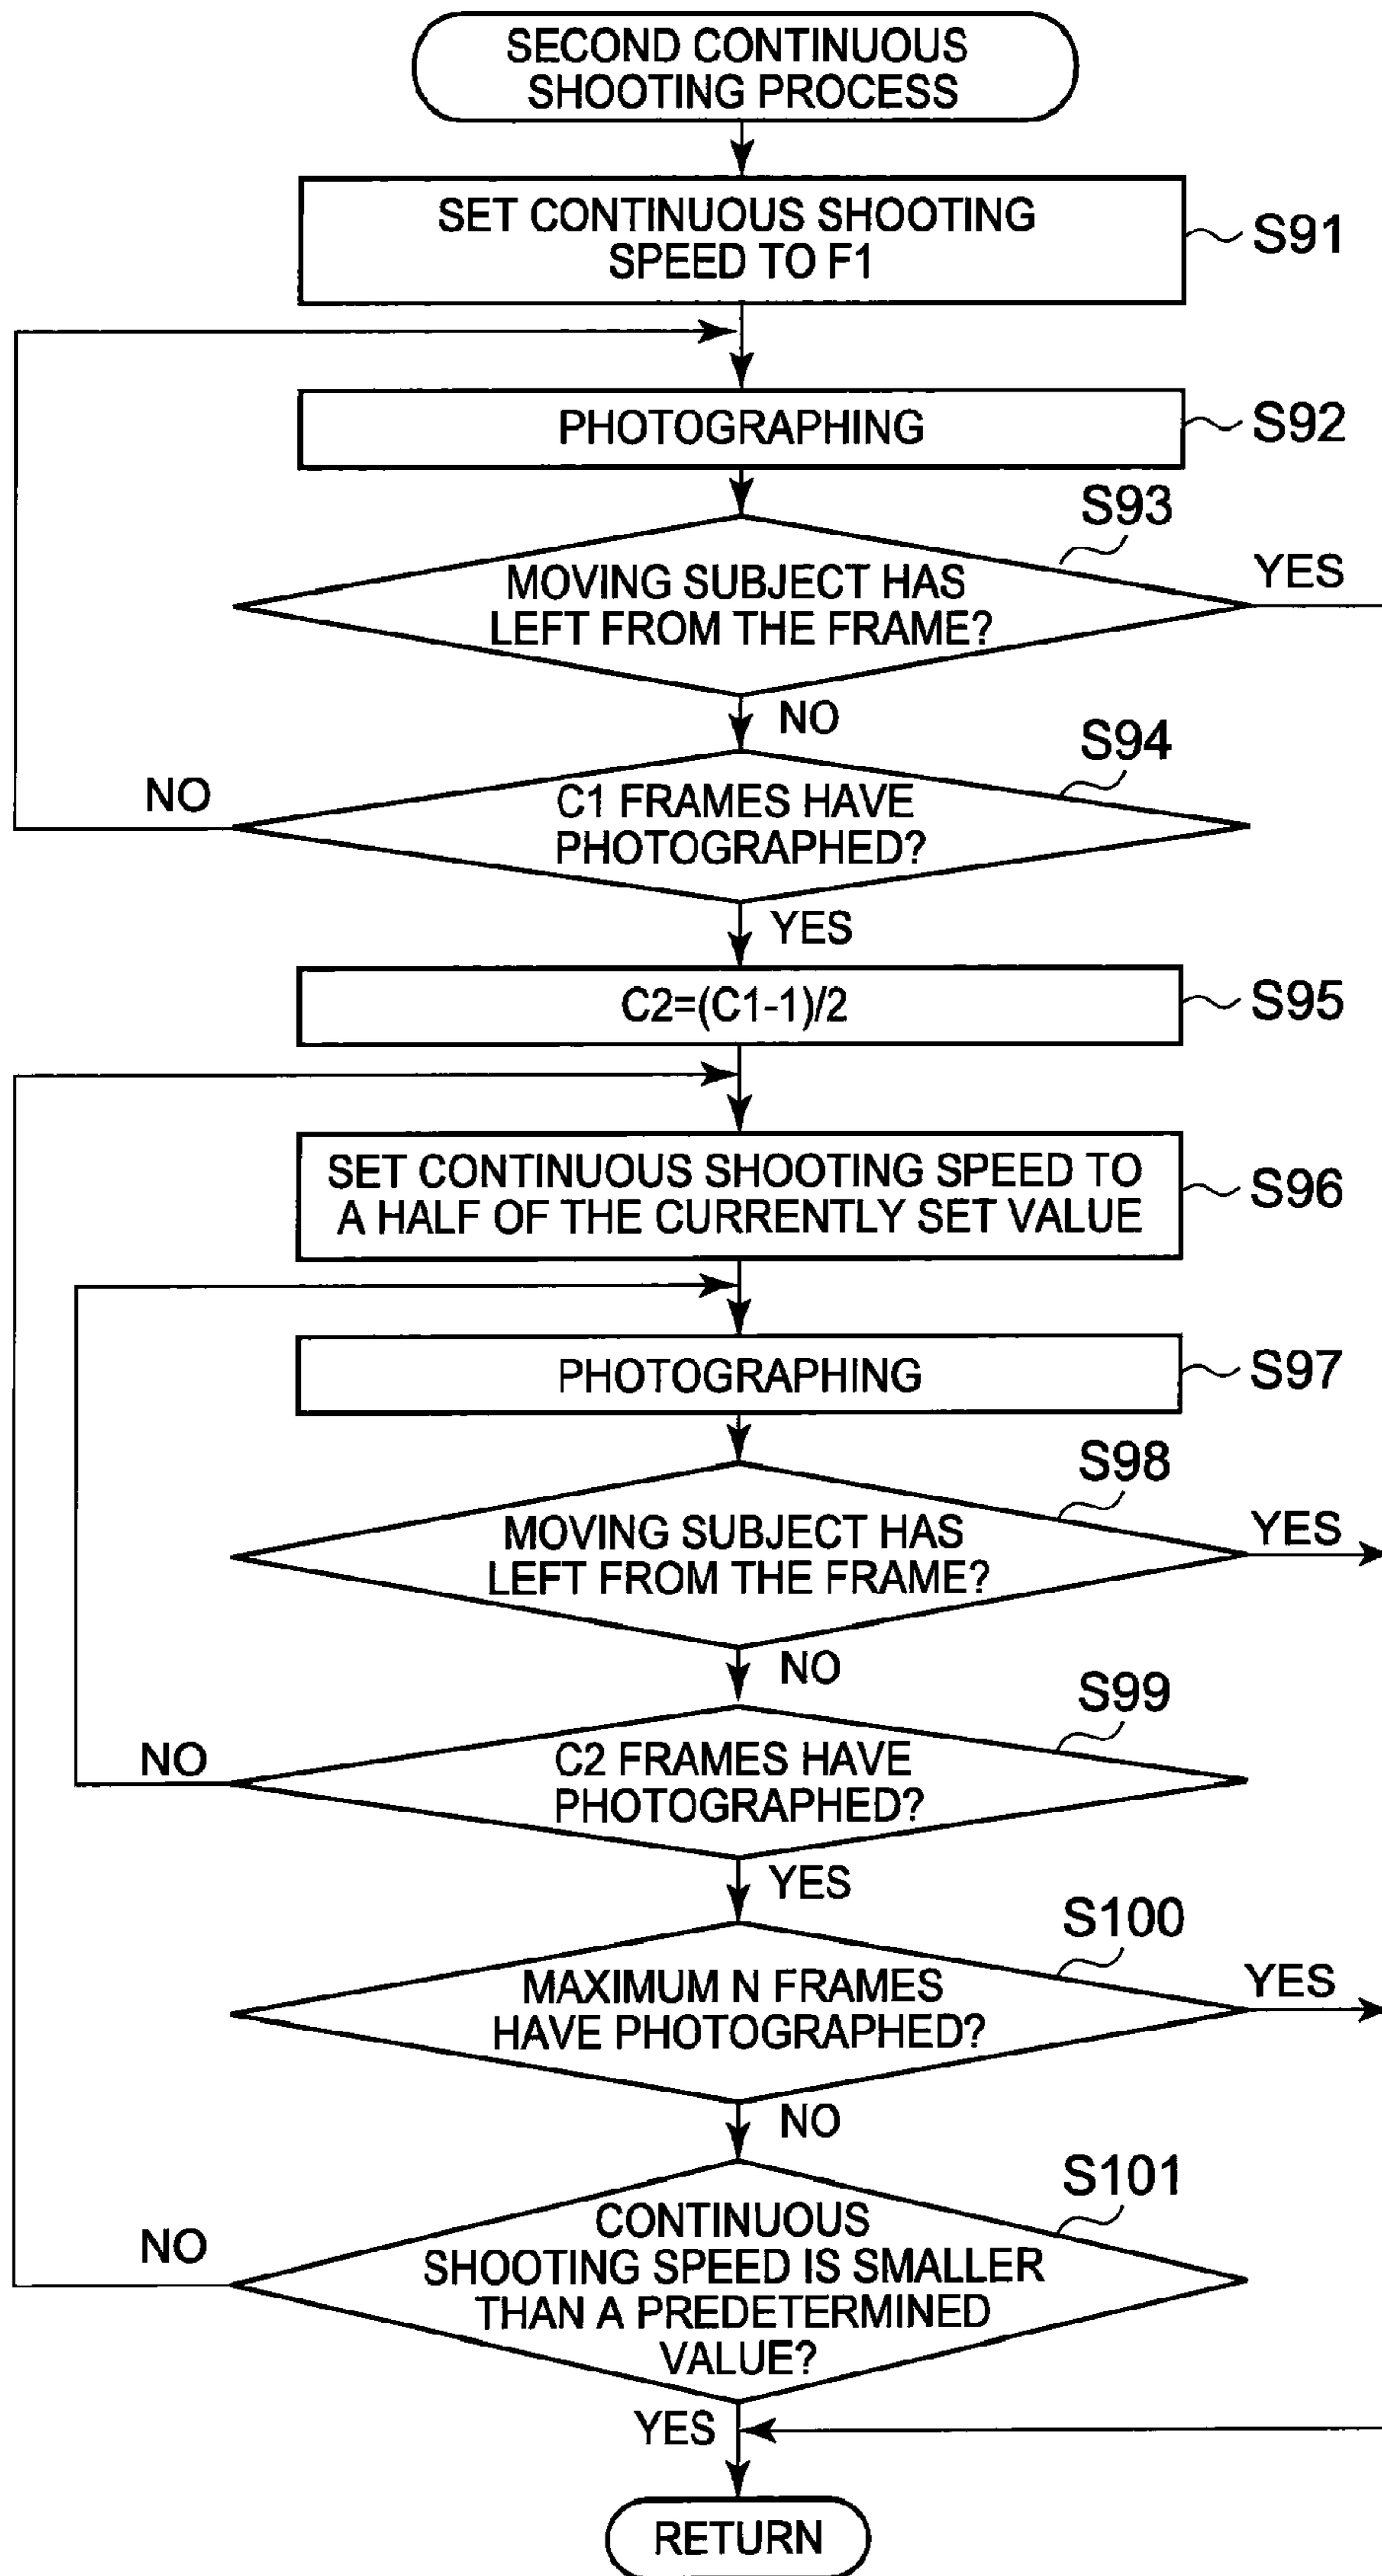 SECOND CONTINUOUS
SHOOTING PROCESS
SET CONTINUOUS SHOOTING
SPEED TO F1
S91
PHOTOGRAPHING
S92
S93
MOVING SUBJECT HAS
LEFT FROM THE FRAME?
YES
NO
S94
C1 FRAMES HAVE
PHOTOGRAPHED?
NO
YES
C2=(C1-1)/2
S95
SET CONTINUOUS SHOOTING SPEED TO
A HALF OF THE CURRENTLY SET VALUE
S96
PHOTOGRAPHING
S97
S98
MOVING SUBJECT HAS
LEFT FROM THE FRAME?
YES
NO
S99
C2 FRAMES HAVE
PHOTOGRAPHED?
NO
YES
S100
MAXIMUM N FRAMES
HAVE PHOTOGRAPHED?
YES
NO
S101
CONTINUOUS
SHOOTING SPEED IS SMALLER
THAN A PREDETERMINED
VALUE?
NO
YES
RETURN